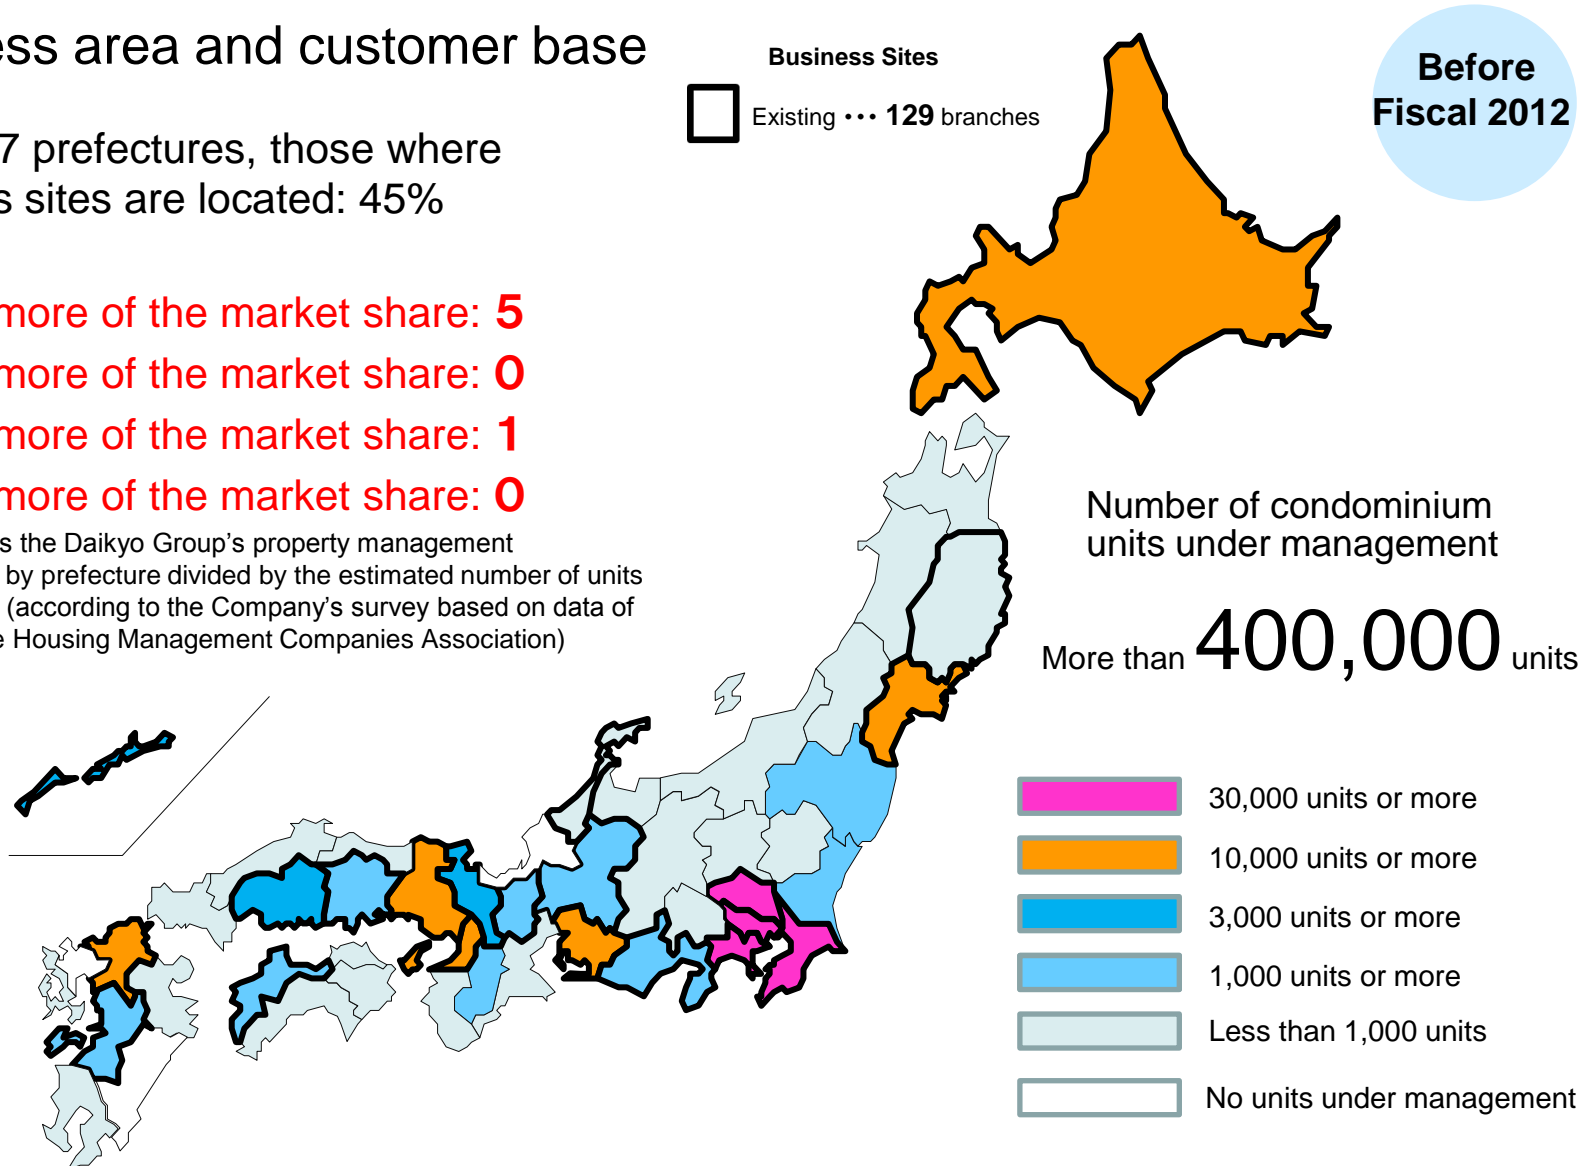 ess area and customer base
7 prefectures, those where
s sites are located: 45%
more of the market share: 5
more of the market share: 0
more of the market share: 1
more of the market share: 0
s the Daikyo Group's property management
by prefecture divided by the estimated number of units
(according to the Company's survey based on data of
e Housing Management Companies Association)
Business Sites
Existing ··· 129 branches
Before
Fiscal 2012
Number of condominium
units under management
More than 400,000 units
30,000 units or more
10,000 units or more
3,000 units or more
1,000 units or more
Less than 1,000 units
No units under management